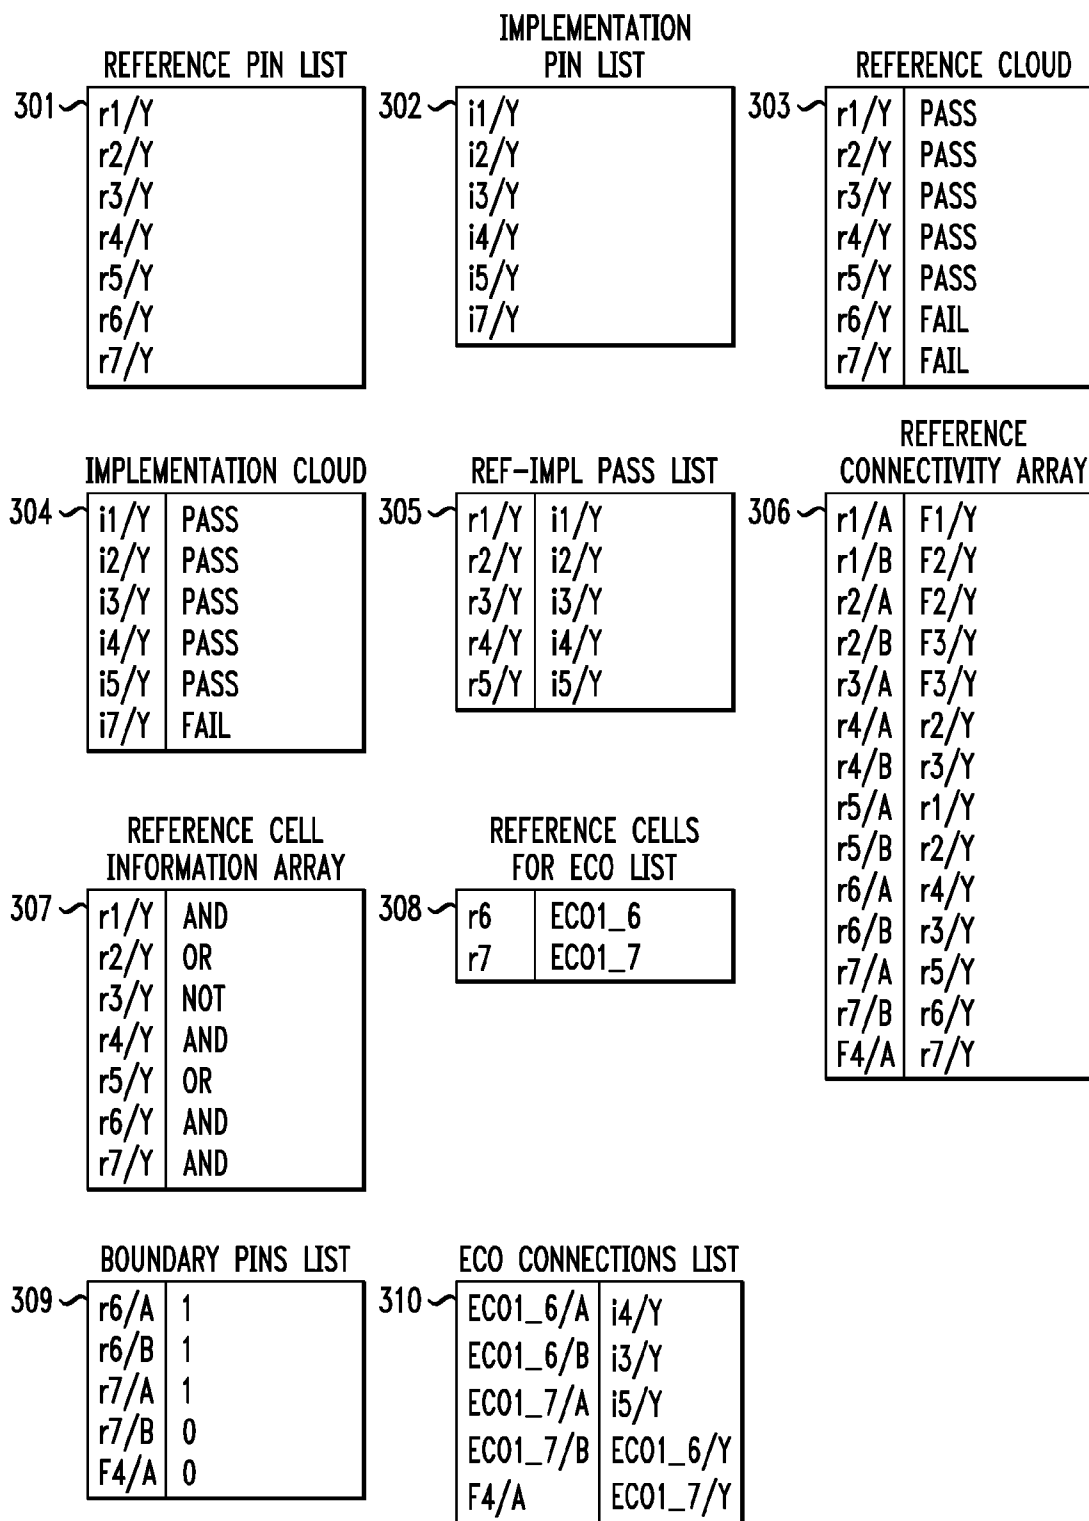 REFERENCE PIN LIST
301
r1/Y
r2/Y
r3/Y
r4/Y
r5/Y
r6/Y
r7/Y
IMPLEMENTATION
PIN LIST
302
i1/Y
i2/Y
i3/Y
i4/Y
i5/Y
i7/Y
REFERENCE CLOUD
303
r1/Y PASS
r2/Y PASS
r3/Y PASS
r4/Y PASS
r5/Y PASS
r6/Y FAIL
r7/Y FAIL
IMPLEMENTATION CLOUD
304
i1/Y PASS
i2/Y PASS
i3/Y PASS
i4/Y PASS
i5/Y PASS
i7/Y FAIL
REF-IMPL PASS LIST
305
r1/Y i1/Y
r2/Y i2/Y
r3/Y i3/Y
r4/Y i4/Y
r5/Y i5/Y
REFERENCE
CONNECTIVITY ARRAY
306
r1/A F1/Y
r1/B F2/Y
r2/A F2/Y
r2/B F3/Y
r3/A F3/Y
r4/A r2/Y
r4/B r3/Y
r5/A r1/Y
r5/B r2/Y
r6/A r4/Y
r6/B r3/Y
r7/A r5/Y
r7/B r6/Y
F4/A r7/Y
REFERENCE CELL
INFORMATION ARRAY
307
r1/Y AND
r2/Y OR
r3/Y NOT
r4/Y AND
r5/Y OR
r6/Y AND
r7/Y AND
REFERENCE CELLS
FOR ECO LIST
308
r6 ECO1_6
r7 ECO1_7
BOUNDARY PINS LIST
309
r6/A 1
r6/B 1
r7/A 1
r7/B 0
F4/A 0
ECO CONNECTIONS LIST
310
ECO1_6/A i4/Y
ECO1_6/B i3/Y
ECO1_7/A i5/Y
ECO1_7/B ECO1_6/Y
F4/A ECO1_7/Y